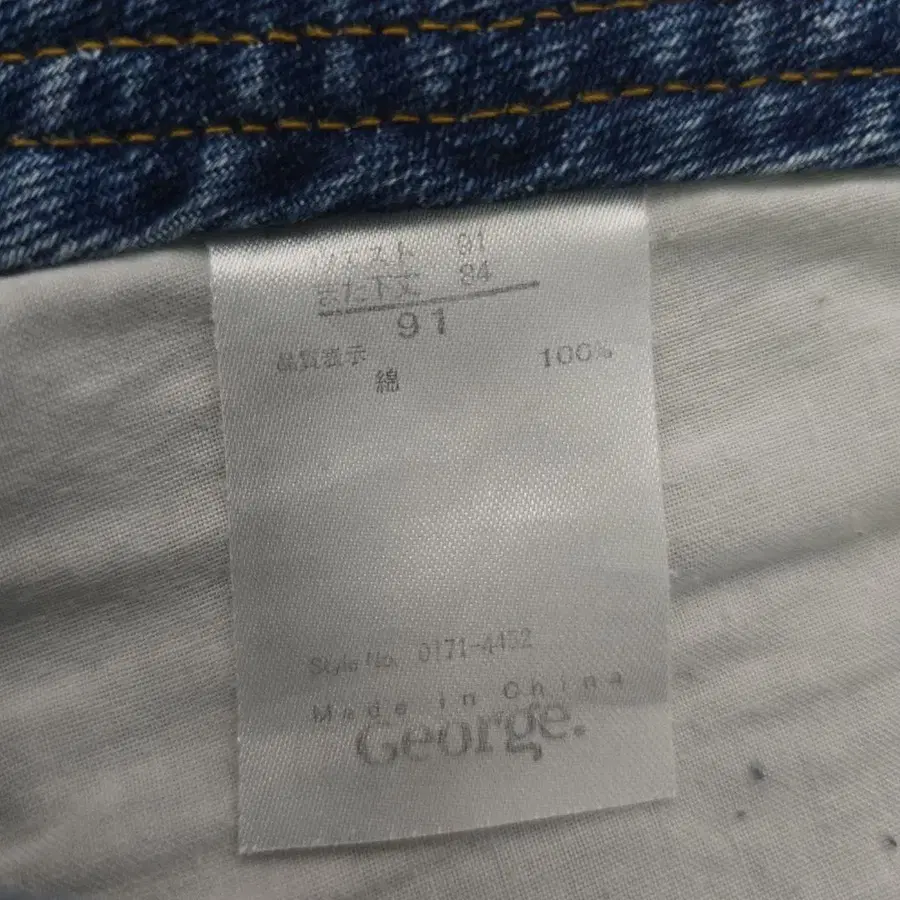 ウエスト 91
また下丈 84
91
品質表示
綿 100%
Style No. 0171-4452
Made in China
George.